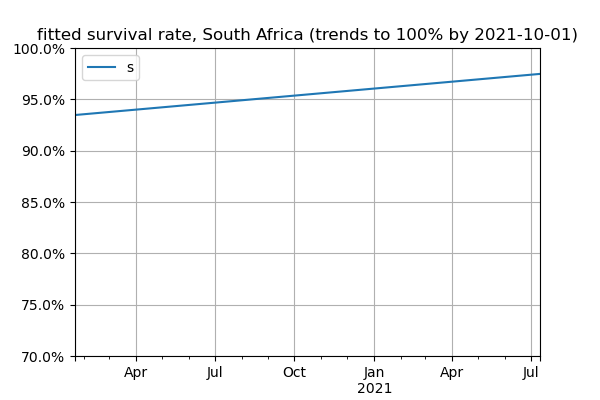 fitted survival rate, South Africa (trends to 100% by 2021-10-01)
100.0%
s
95.0%
90.0%
85.0%
80.0%
75.0%
70.0%
Apr Jul Oct Jan Apr Jul
2021